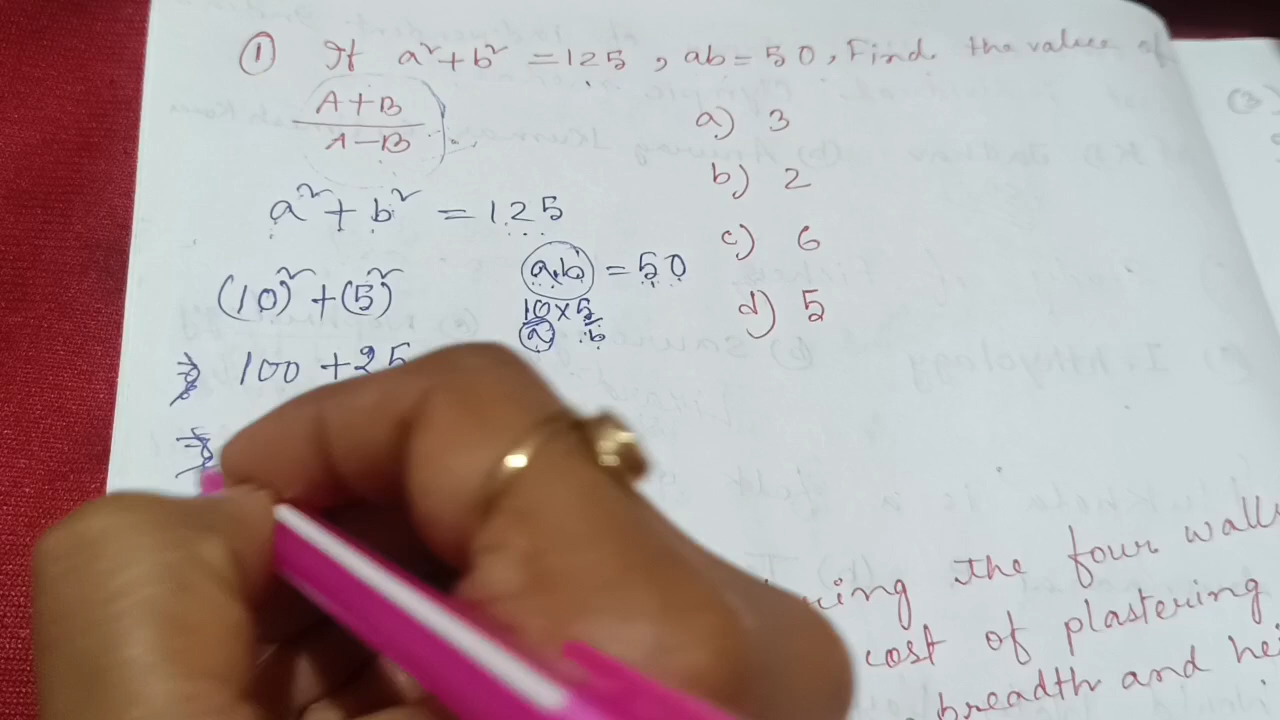 ① If a²+b² = 125 , ab = 50, Find the value of
A+B
A-B
a) 3
b) 2
a²+b² = 125
c) 6
a.b = 50
(10)²+(5)²
10×5
d) 5
a b
⇒ 100 + 25
the four wall
cost of plastering
breadth and he
(3)